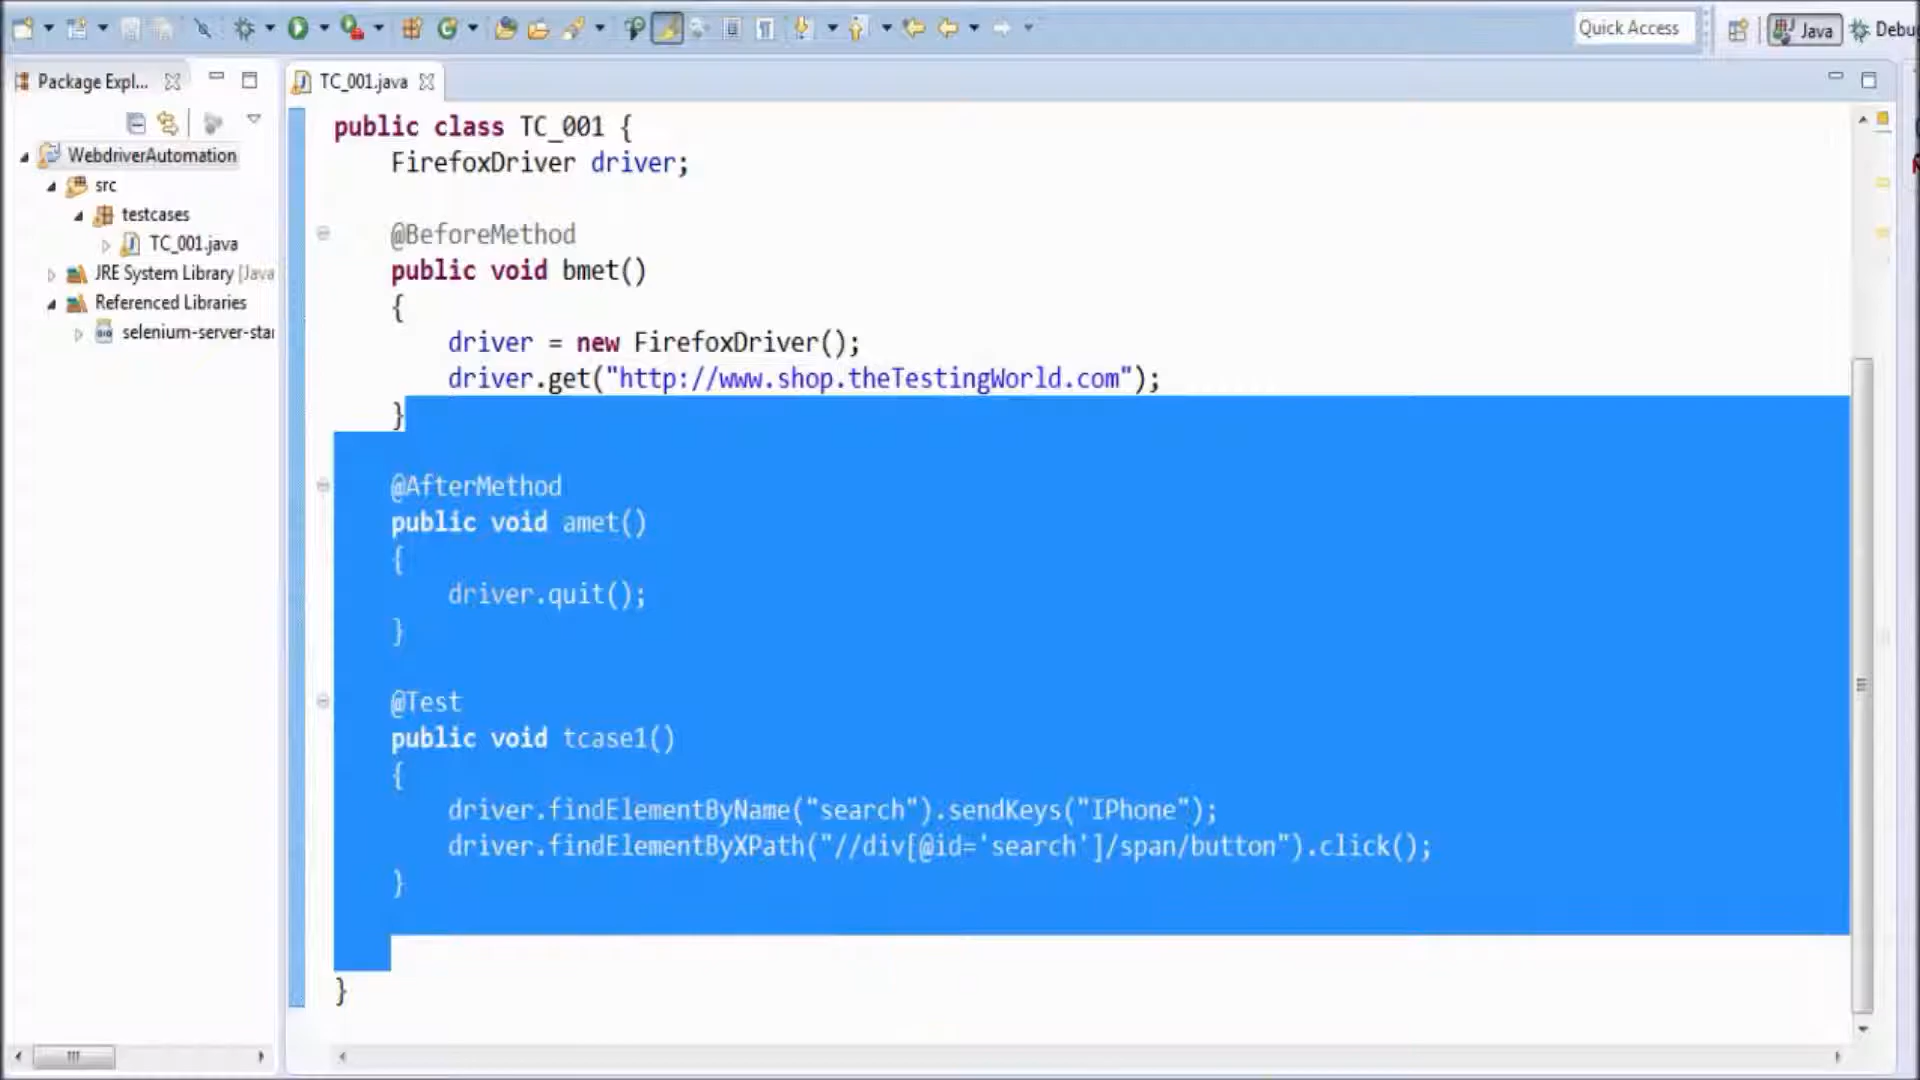 Quick Access
Java
Debu
Package Expl...
TC_001.java
WebdriverAutomation
src
testcases
TC_001.java
JRE System Library [Java
Referenced Libraries
selenium-server-star
public class TC_001 {
FirefoxDriver driver;
@BeforeMethod
public void bmet()
{
driver = new FirefoxDriver();
driver.get("http://www.shop.theTestingWorld.com");
}
@AfterMethod
public void amet()
{
driver.quit();
}
@Test
public void tcase1()
{
driver.findElementByName("search").sendKeys("IPhone");
driver.findElementByXPath("//div[@id='search']/span/button").click();
}
}